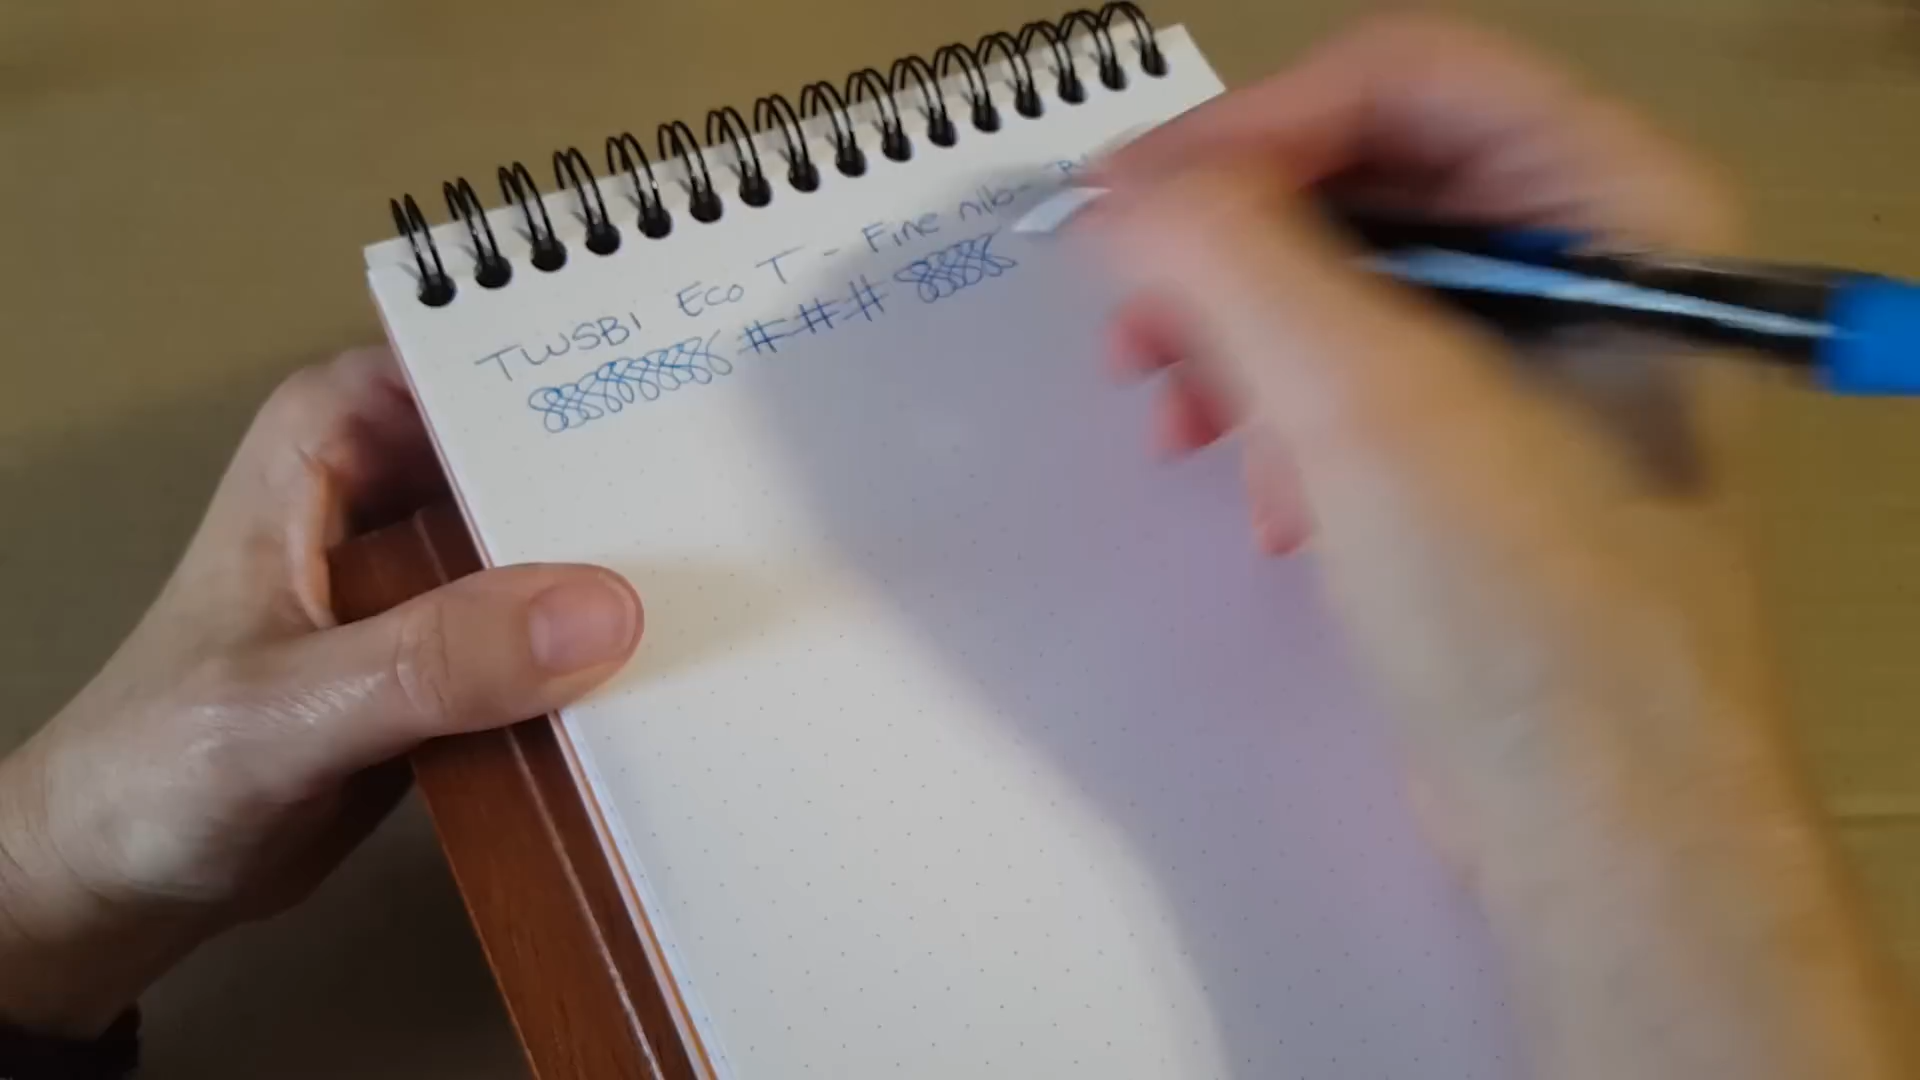 TWSBI Eco T - Fine nib -
###